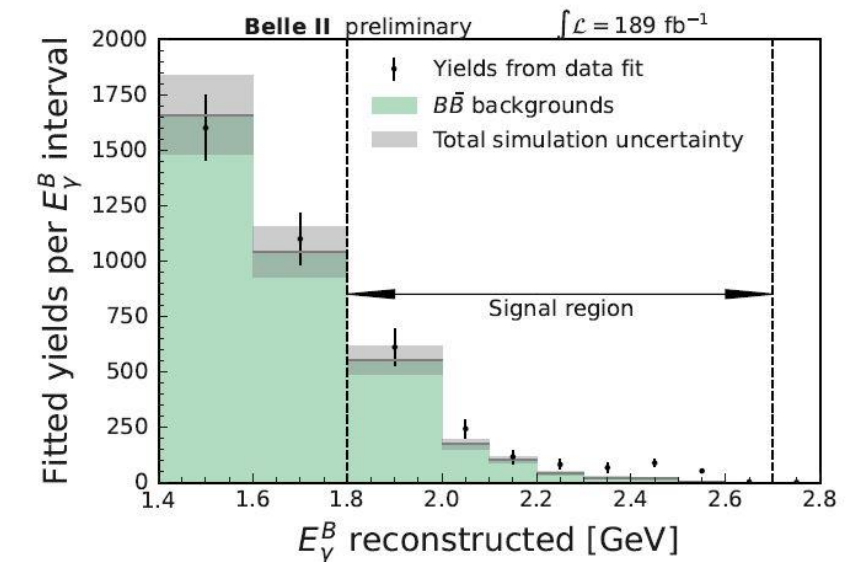 Belle II preliminary ∫ℒ = 189 fb⁻¹
Yields from data fit
BB̄ backgrounds
Total simulation uncertainty
Signal region
Fitted yields per E_γ^B interval
2000
1750
1500
1250
1000
750
500
250
0
1.4 1.6 1.8 2.0 2.2 2.4 2.6 2.8
E_γ^B reconstructed [GeV]